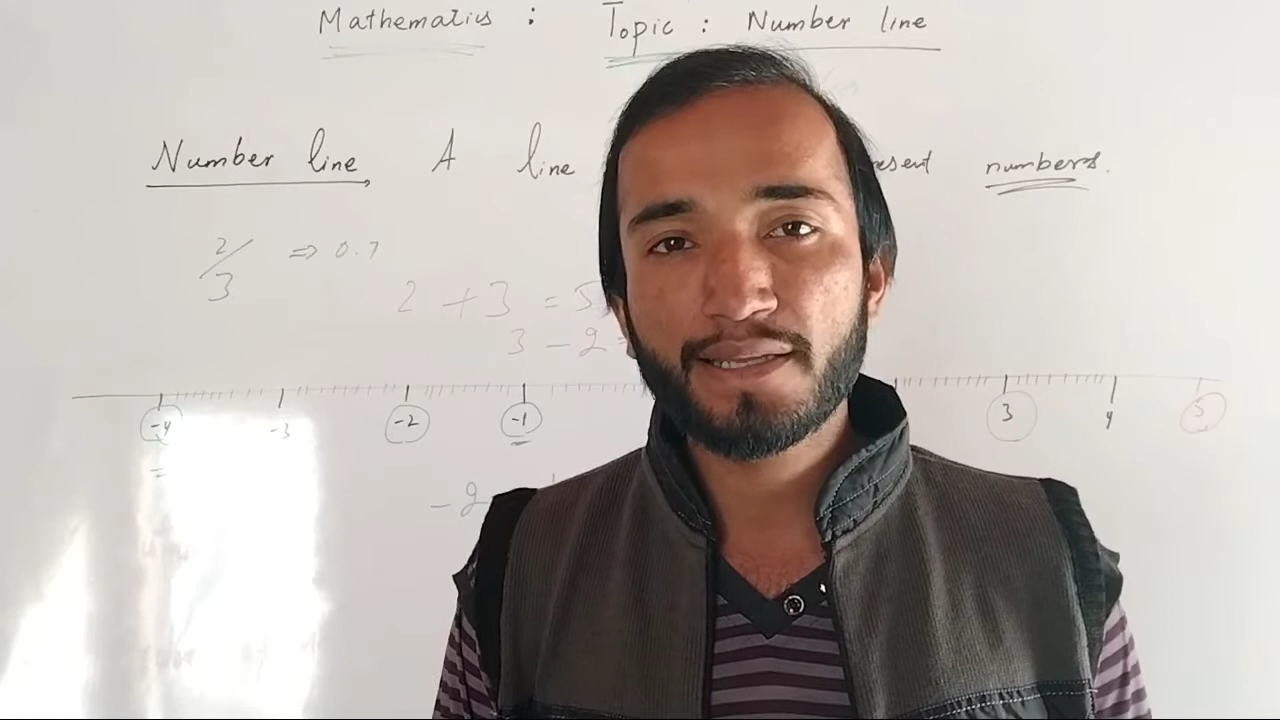 Mathematics : Topic : Number line
Number line A line numbers.
2/3 ⇒ 0.7
2 + 3 = 5
3 - 2 =
-4 -3 -2 -1 3 4 5
-2